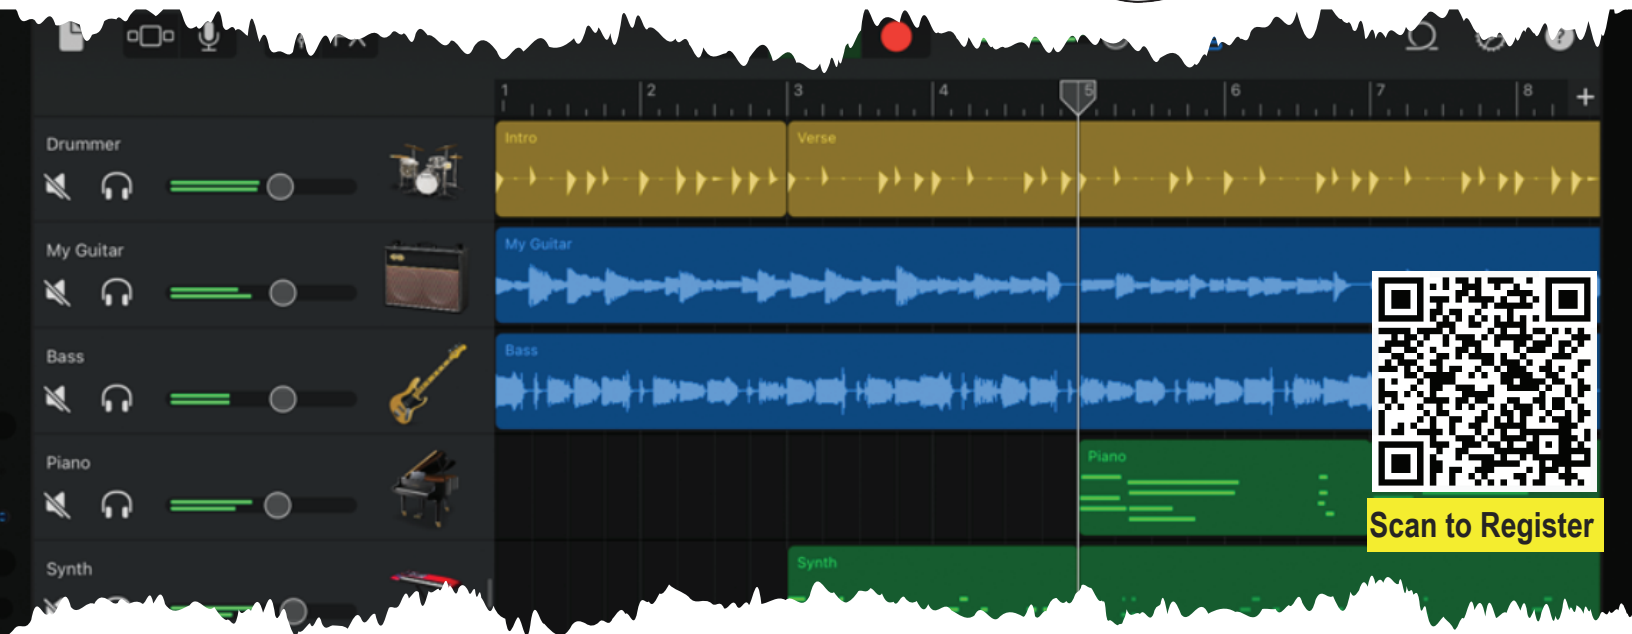 1 2 3 4 5 6 7 8 +
Drummer
Intro
Verse
My Guitar
My Guitar
Bass
Bass
Piano
Piano
Scan to Register
Synth
Synth